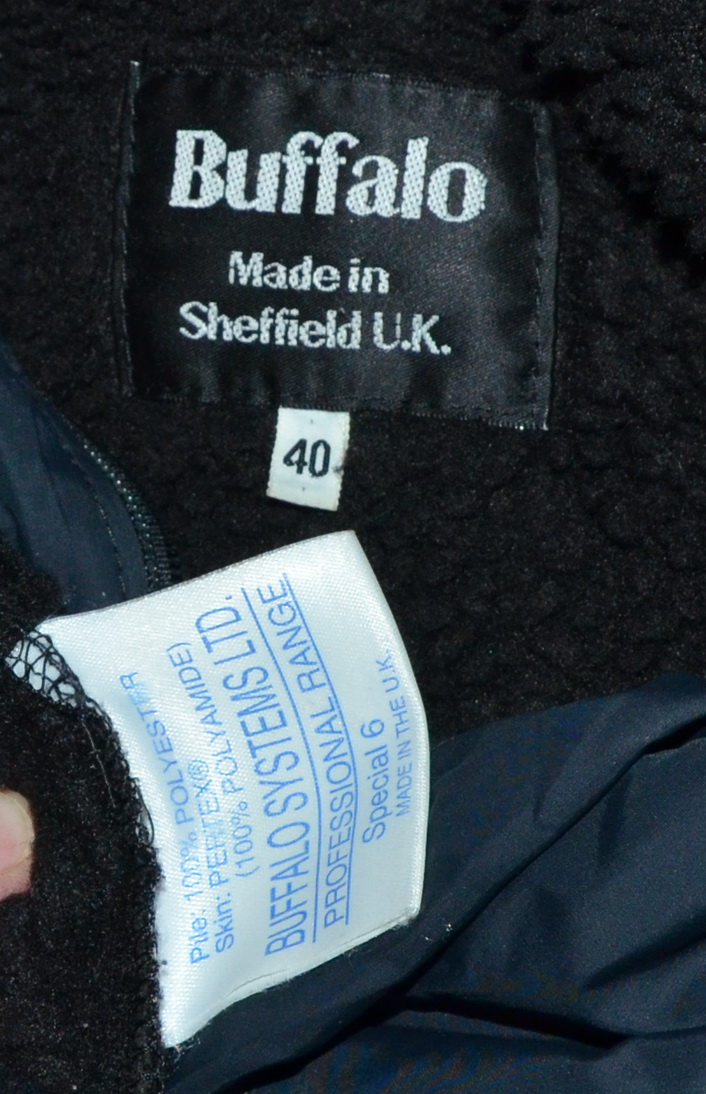 Buffalo
Made in
Sheffield U.K.
40
Pile: 100% POLYESTER
Skin: PERTEX®
(100% POLYAMIDE)
BUFFALO SYSTEMS LTD.
PROFESSIONAL RANGE
Special 6
MADE IN THE U.K.